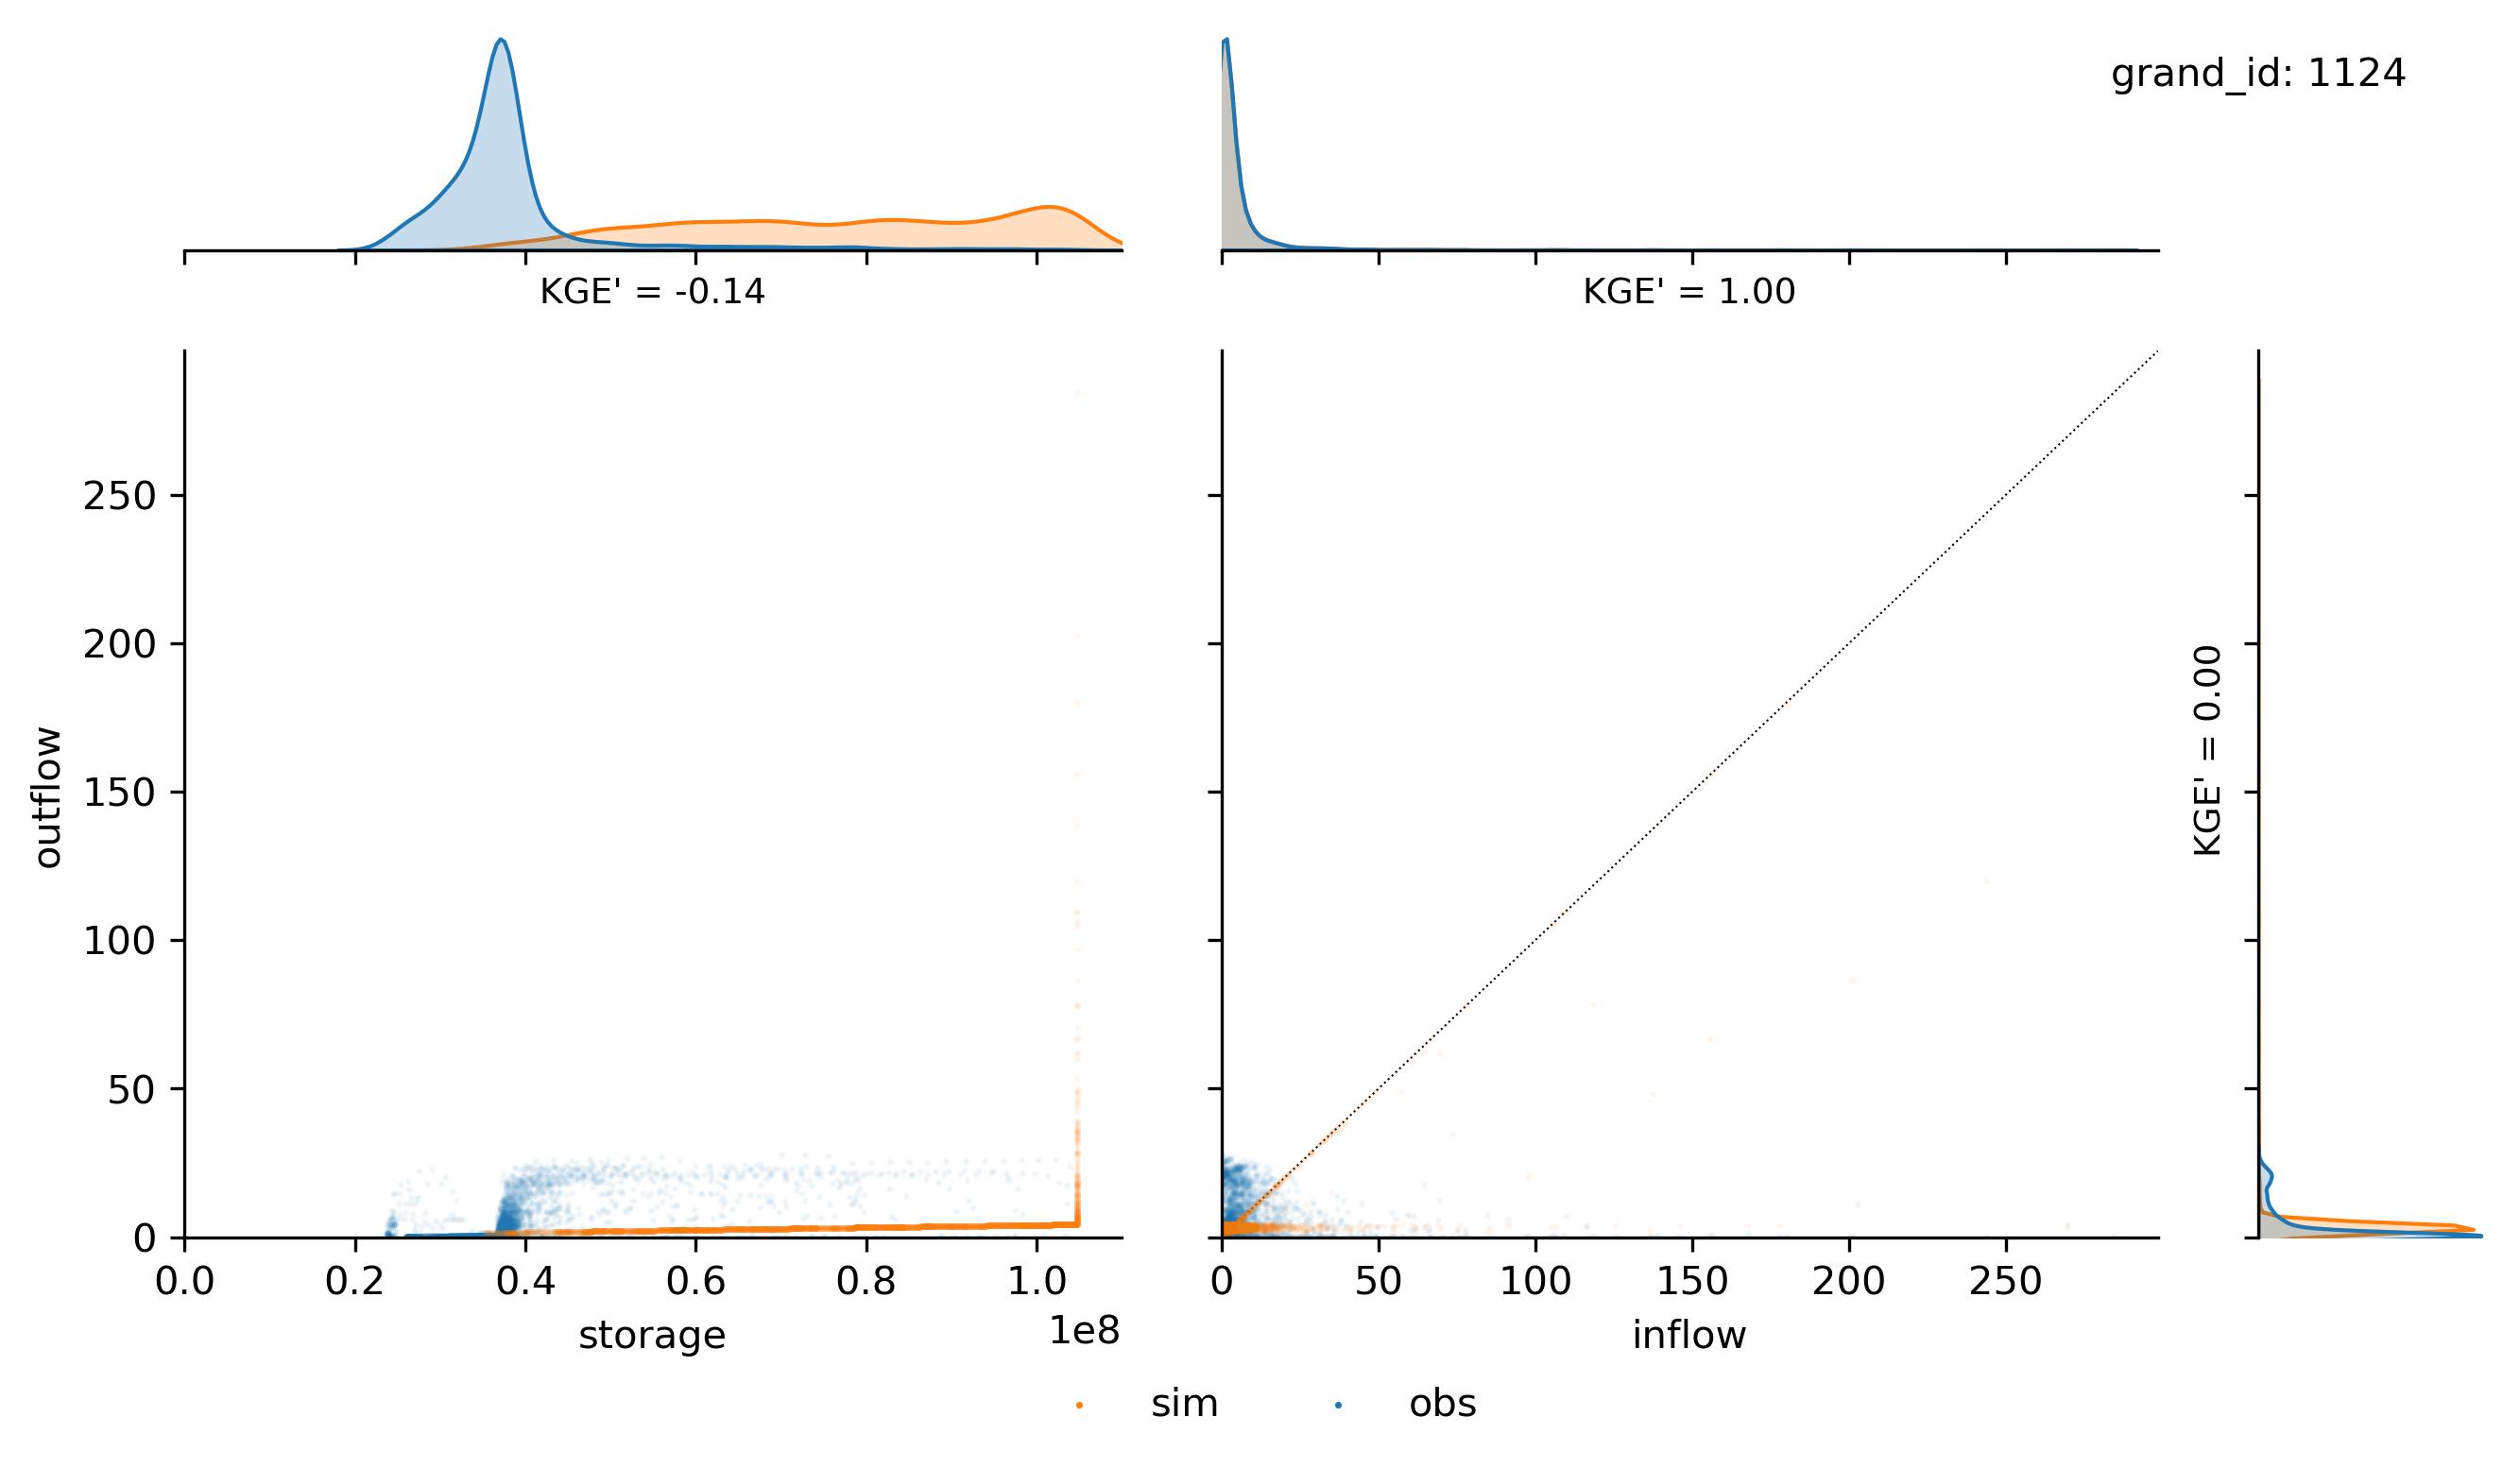 grand_id: 1124
KGE' = -0.14
KGE' = 1.00
outflow
250
200
150
100
50
0
KGE' = 0.00
0.0 0.2 0.4 0.6 0.8 1.0
1e8
storage
0 50 100 150 200 250
inflow
sim obs